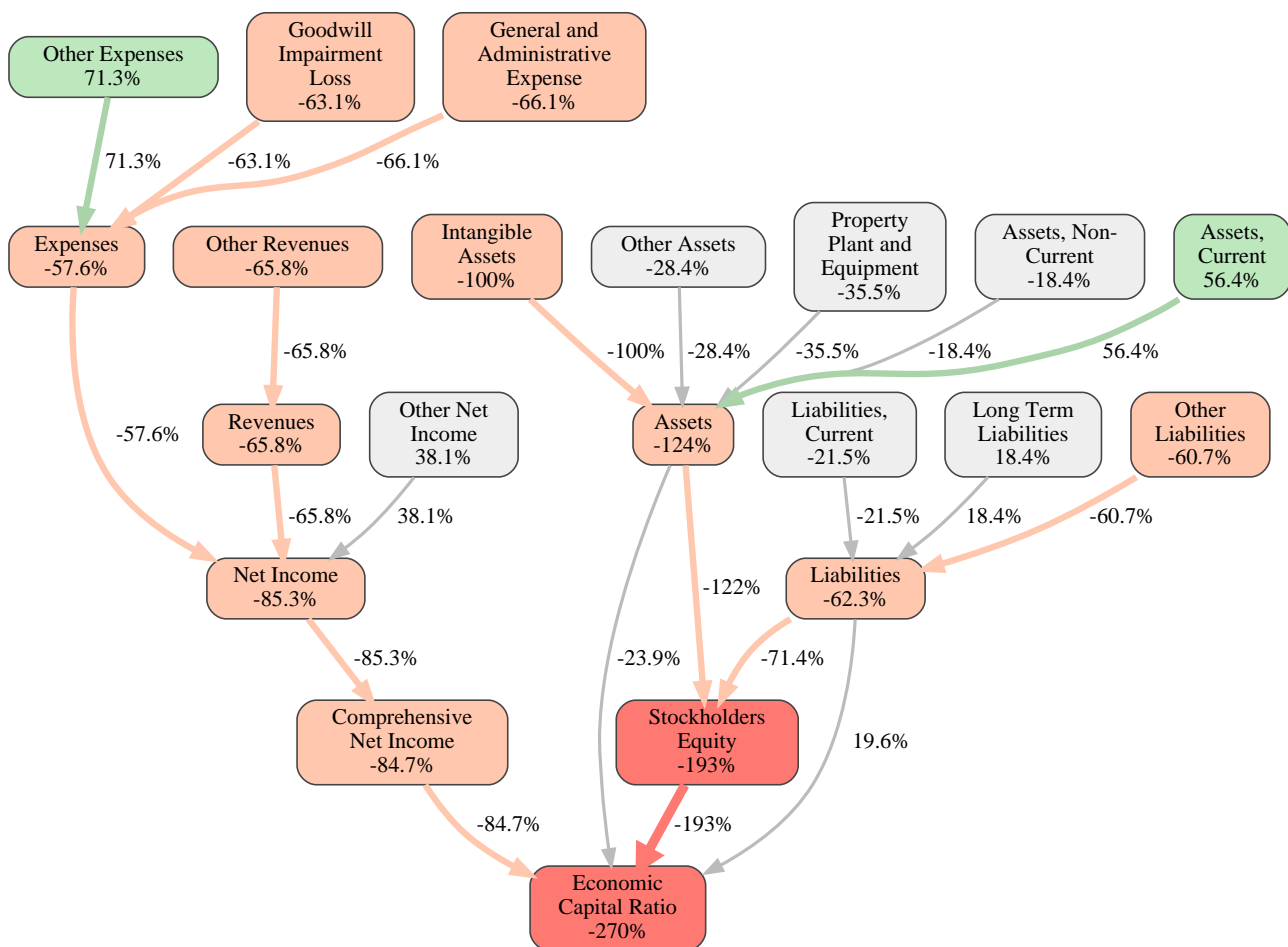 Other Expenses
71.3%
Goodwill
Impairment
Loss
-63.1%
General and
Administrative
Expense
-66.1%
71.3%
-63.1%
-66.1%
Expenses
-57.6%
Other Revenues
-65.8%
Intangible
Assets
-100%
Other Assets
-28.4%
Property
Plant and
Equipment
-35.5%
Assets, Non-
Current
-18.4%
Assets,
Current
56.4%
-65.8%
-100%
-28.4%
-35.5%
-18.4%
56.4%
-57.6%
Revenues
-65.8%
Other Net
Income
38.1%
Assets
-124%
Liabilities,
Current
-21.5%
Long Term
Liabilities
18.4%
Other
Liabilities
-60.7%
-65.8%
38.1%
-21.5%
18.4%
-60.7%
Net Income
-85.3%
-122%
Liabilities
-62.3%
-85.3%
-23.9%
-71.4%
Comprehensive
Net Income
-84.7%
Stockholders
Equity
-193%
19.6%
-84.7%
-193%
Economic
Capital Ratio
-270%